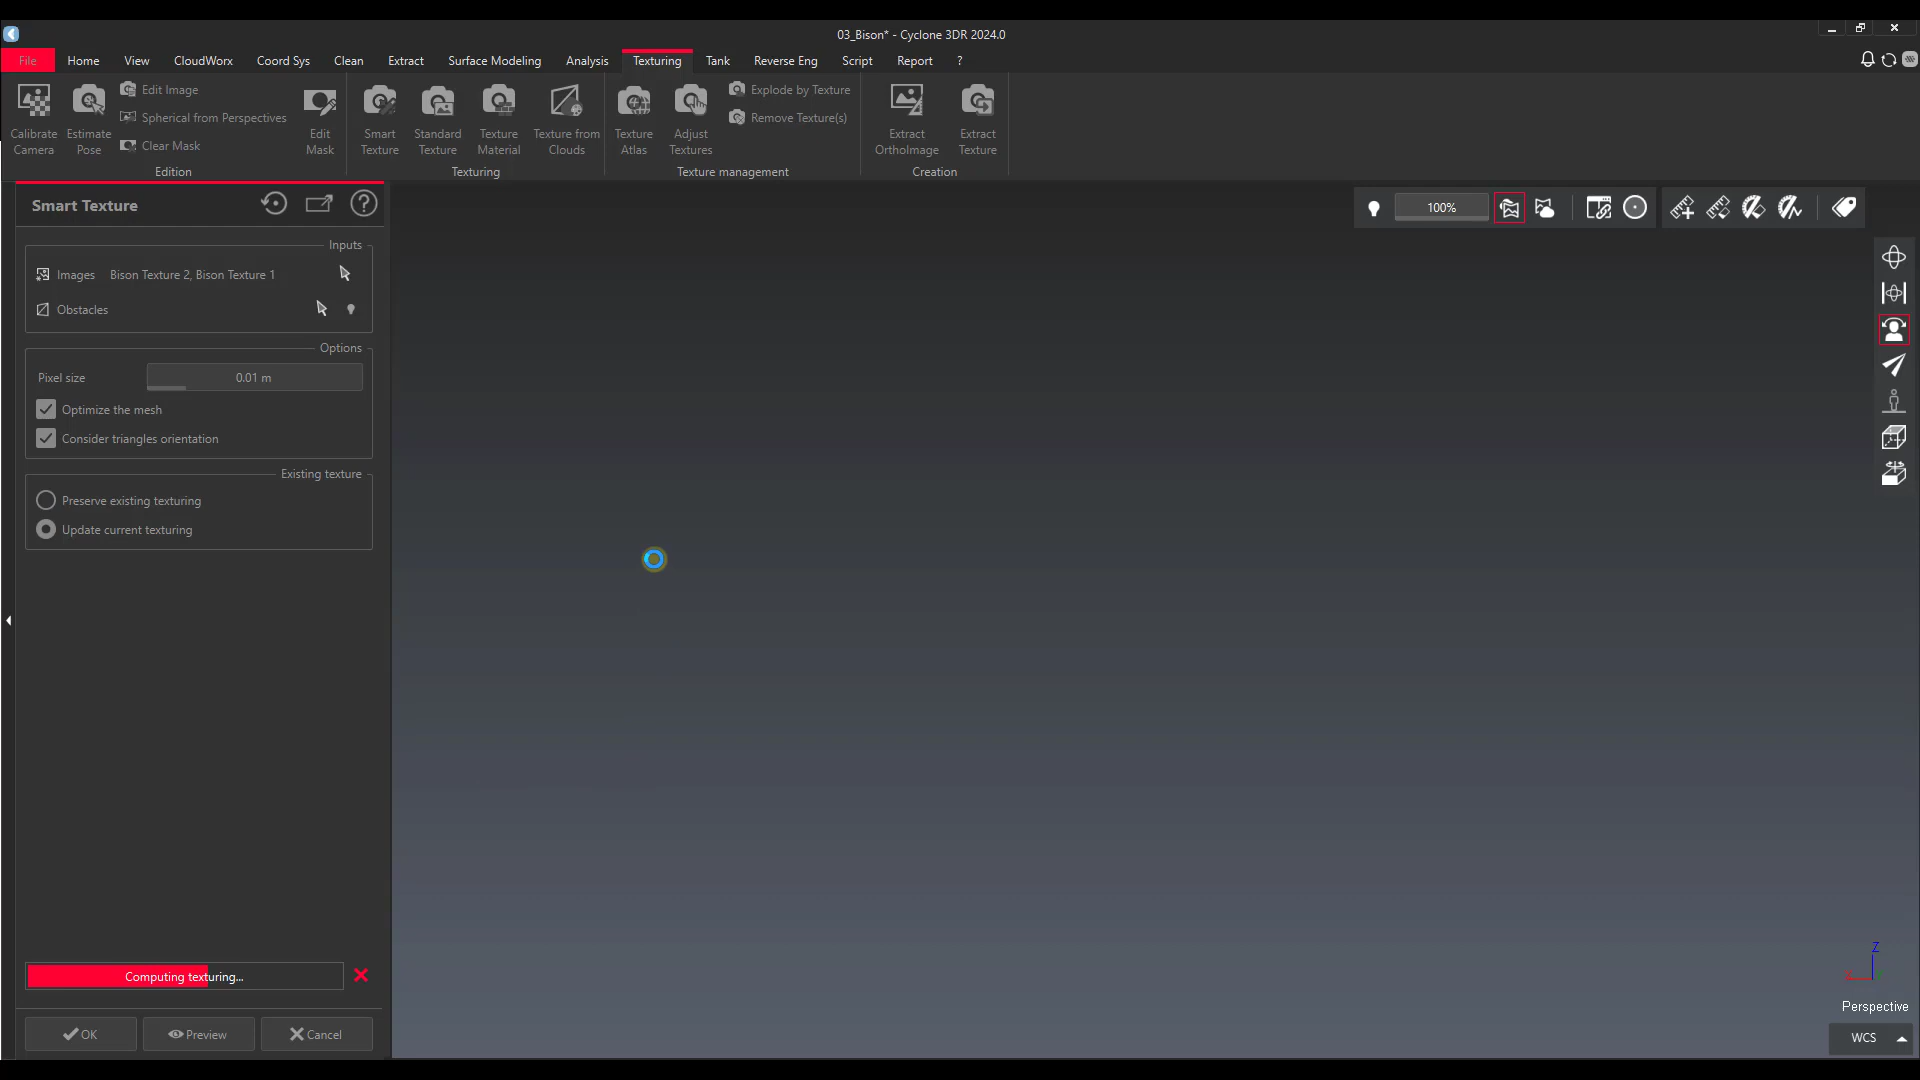 03_Bison* - Cyclone 3DR 2024.0
File Home View CloudWorx Coord Sys Clean Extract Surface Modeling Analysis Texturing Tank Reverse Eng Script Report ?
Calibrate Camera
Estimate Pose
Edit Image
Spherical from Perspectives
Clear Mask
Edit Mask
Smart Texture
Standard Texture
Texture Material
Texture from Clouds
Texture Atlas
Adjust Textures
Explode by Texture
Remove Texture(s)
Extract OrthoImage
Extract Texture
Edition Texturing Texture management Creation
Smart Texture
100%
Inputs
Images Bison Texture 2, Bison Texture 1
Obstacles
Options
Pixel size 0.01 m
Optimize the mesh
Consider triangles orientation
Existing texture
Preserve existing texturing
Update current texturing
Computing texturing...
OK Preview Cancel
Z
Perspective
WCS